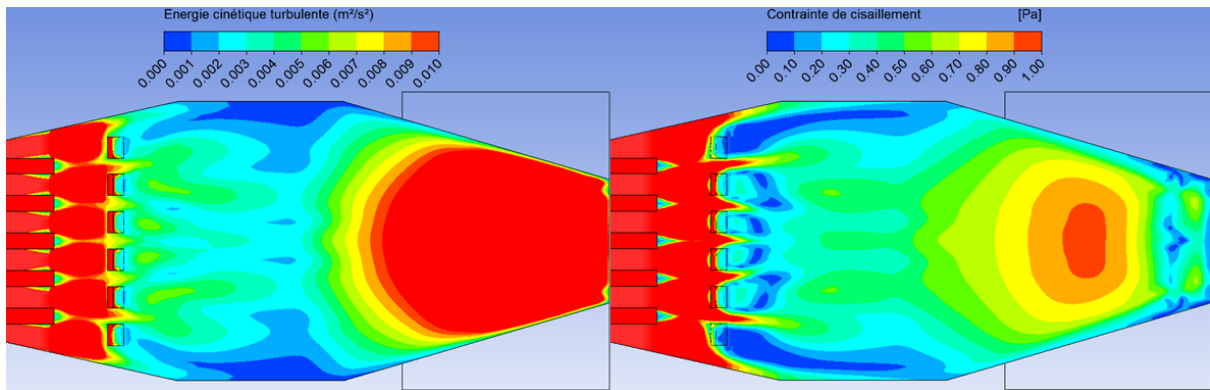 Energie cinétique turbulente (m²/s²)
0.000 0.001 0.002 0.003 0.004 0.005 0.006 0.007 0.008 0.009 0.010
Contrainte de cisaillement [Pa]
0.00 0.10 0.20 0.30 0.40 0.50 0.60 0.70 0.80 0.90 1.00